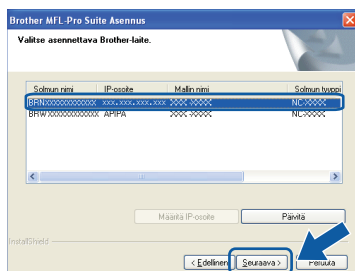 Brother MFL-Pro Suite Asennus
Valitse asennettava Brother-laite.
Solmun nimi IP-osoite Mallin nimi Solmun tyyppi
BRNXXXXXXXXXXXX xxx.xxx.xxx.xxx XXX-XXXX NC-XXXX
BRWXXXXXXXXXXXX APIPA XXX-XXXX NC-XXXX
Määritä IP-osoite Päivitä
InstallShield
< Edellinen Seuraava > Peruuta